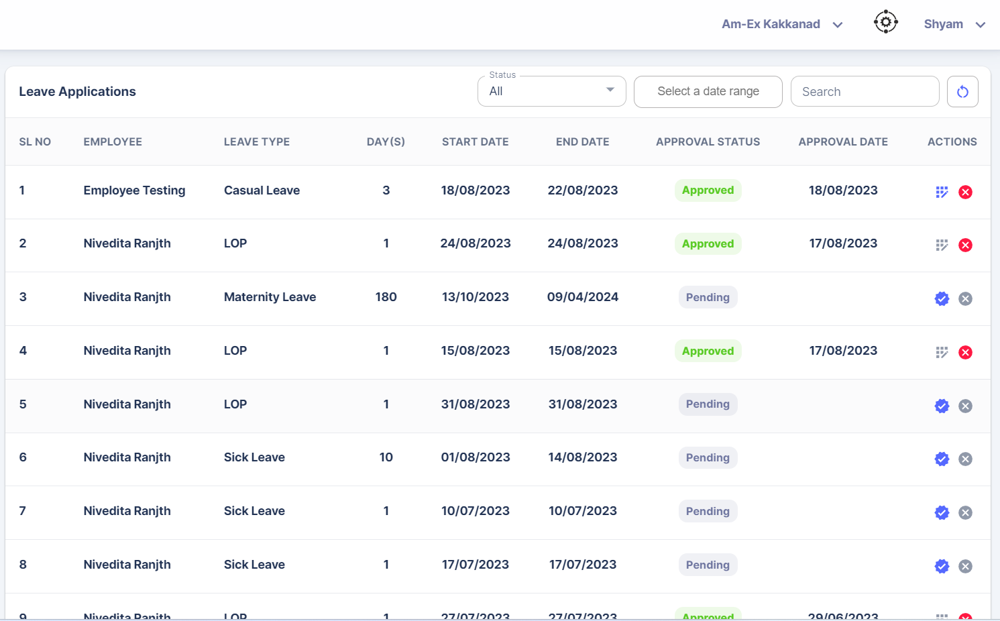 Am-Ex Kakkanad Shyam
Status
Leave Applications All Select a date range Search
SL NO EMPLOYEE LEAVE TYPE DAY(S) START DATE END DATE APPROVAL STATUS APPROVAL DATE ACTIONS
1 Employee Testing Casual Leave 3 18/08/2023 22/08/2023 Approved 18/08/2023
2 Nivedita Ranjth LOP 1 24/08/2023 24/08/2023 Approved 17/08/2023
3 Nivedita Ranjth Maternity Leave 180 13/10/2023 09/04/2024 Pending
4 Nivedita Ranjth LOP 1 15/08/2023 15/08/2023 Approved 17/08/2023
5 Nivedita Ranjth LOP 1 31/08/2023 31/08/2023 Pending
6 Nivedita Ranjth Sick Leave 10 01/08/2023 14/08/2023 Pending
7 Nivedita Ranjth Sick Leave 1 10/07/2023 10/07/2023 Pending
8 Nivedita Ranjth Sick Leave 1 17/07/2023 17/07/2023 Pending
9 Nivedita Ranjth LOP 1 27/07/2023 27/07/2023 Approved 29/06/2023